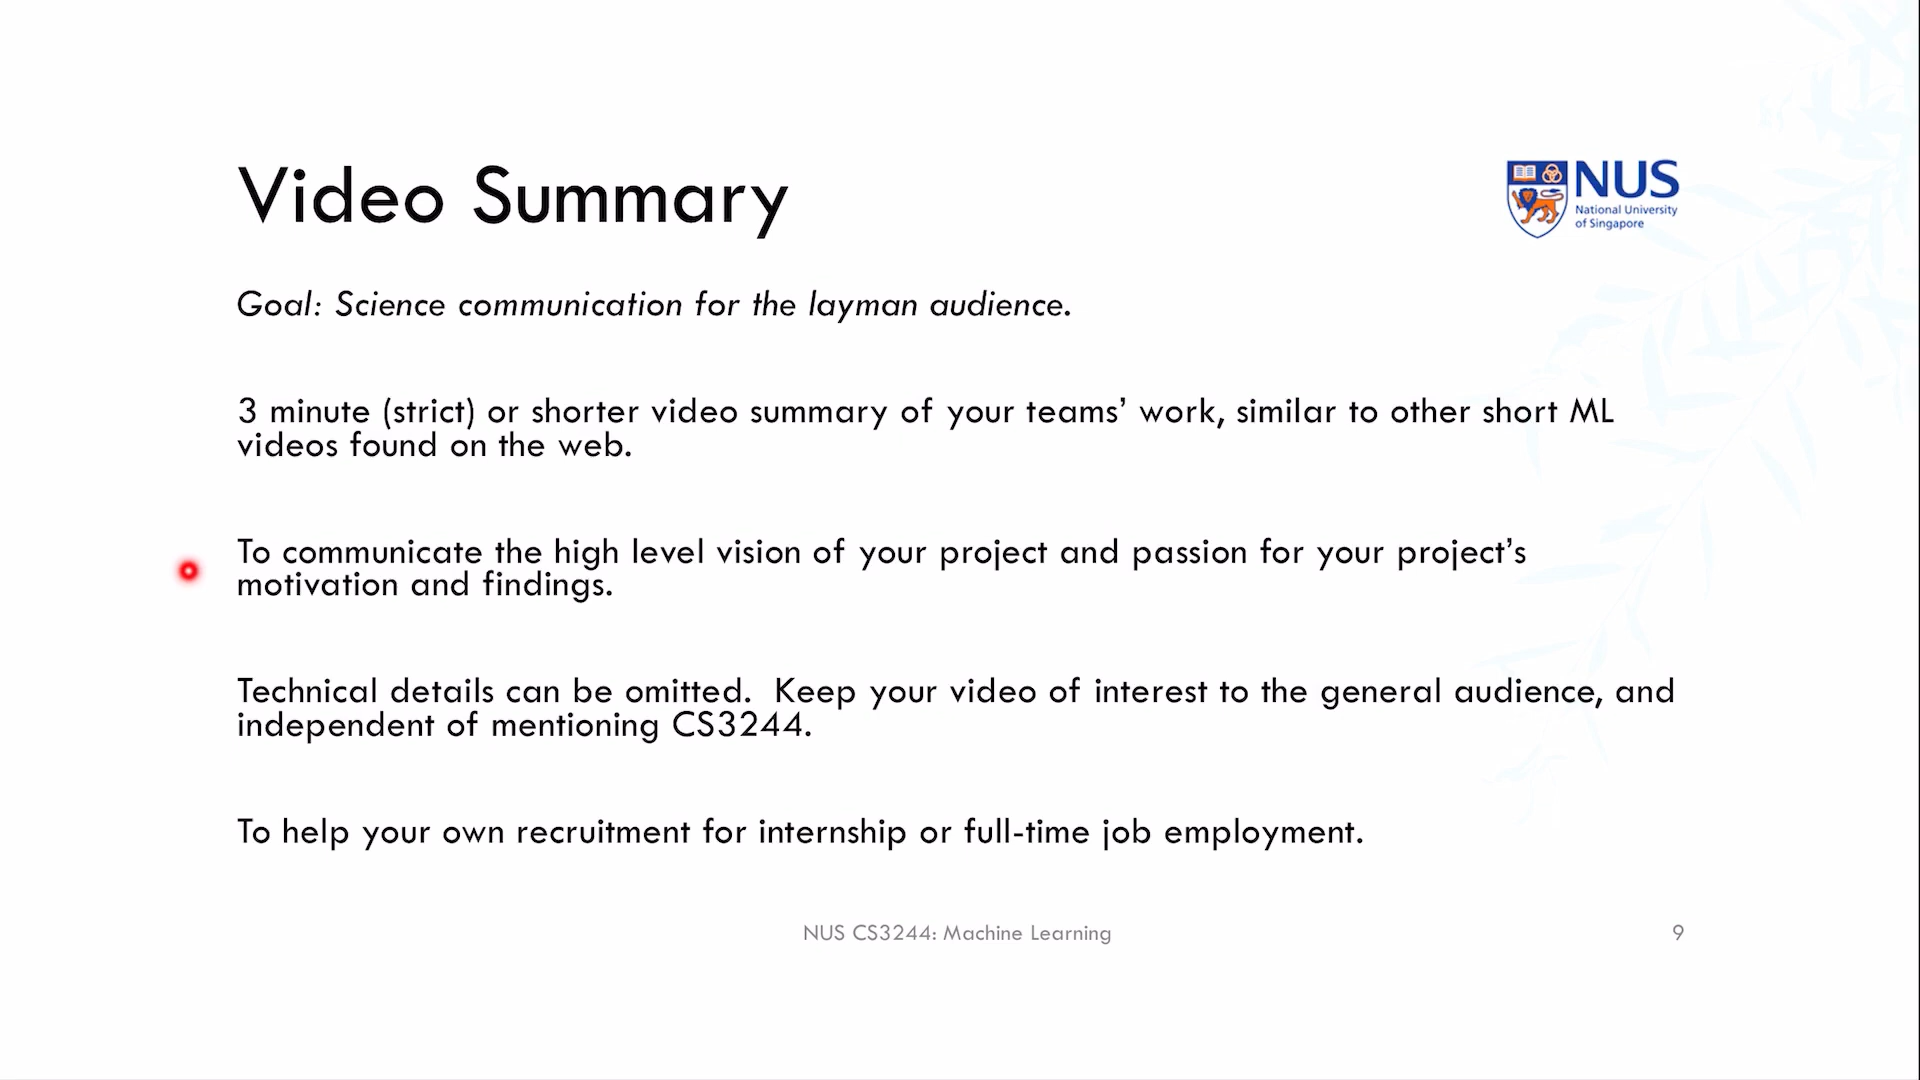 Video Summary
NUS
National University
of Singapore
Goal: Science communication for the layman audience.
3 minute (strict) or shorter video summary of your teams’ work, similar to other short ML
videos found on the web.
To communicate the high level vision of your project and passion for your project’s
motivation and findings.
Technical details can be omitted.  Keep your video of interest to the general audience, and
independent of mentioning CS3244.
To help your own recruitment for internship or full-time job employment.
NUS CS3244: Machine Learning
9